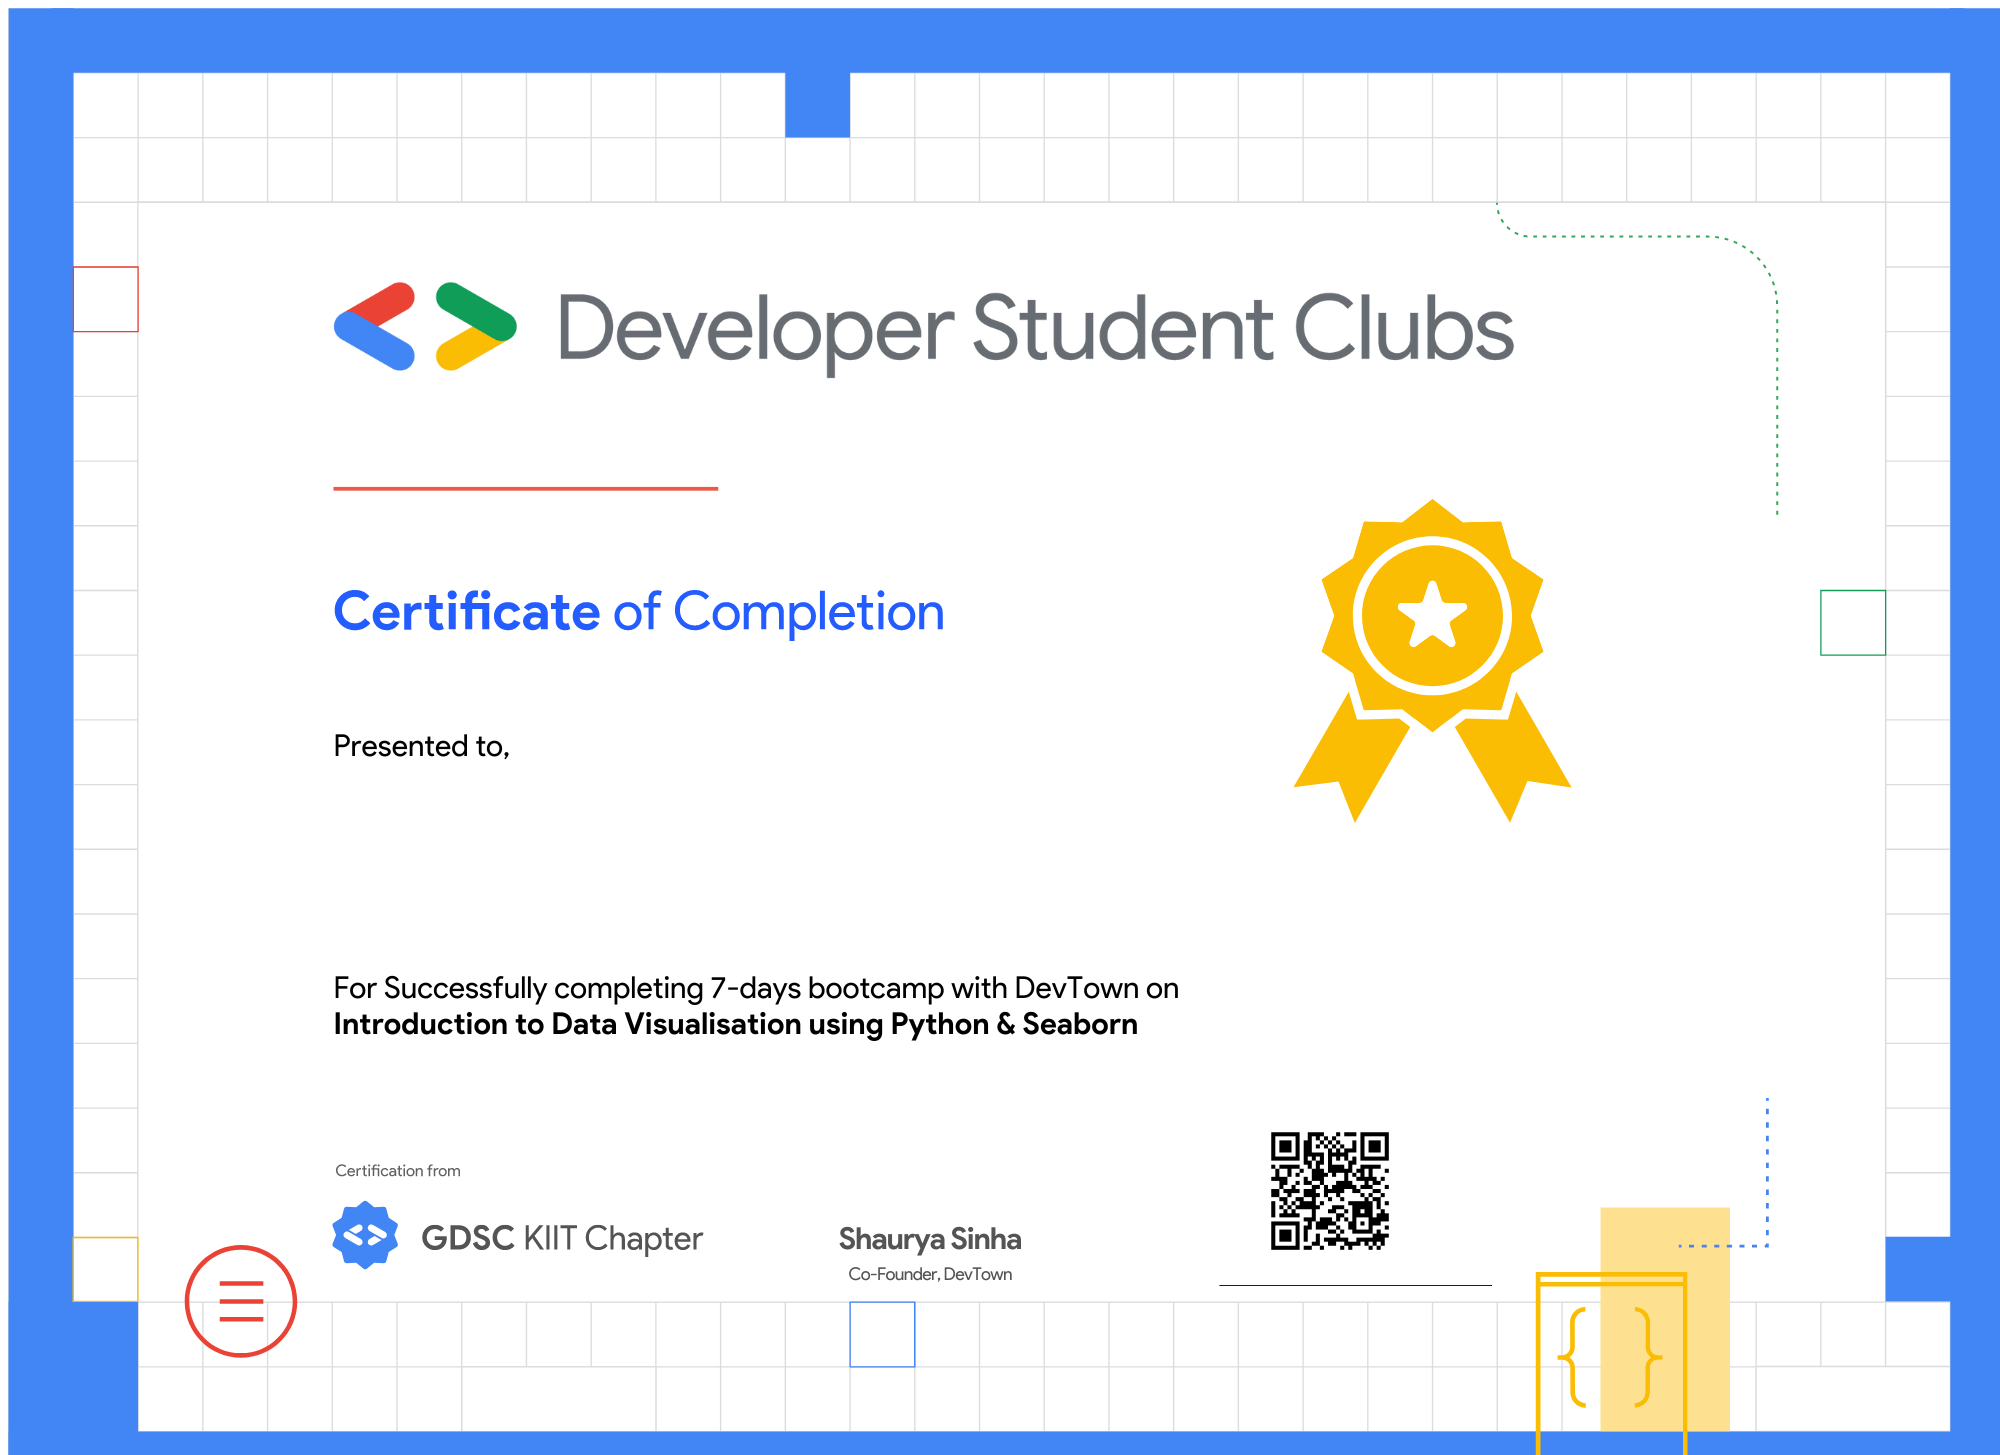 Developer Student Clubs
Certificate of Completion
Presented to,
For Successfully completing 7-days bootcamp with DevTown on
Introduction to Data Visualisation using Python & Seaborn
Certification from
GDSC KIIT Chapter
Shaurya Sinha
Co-Founder, DevTown
{ }